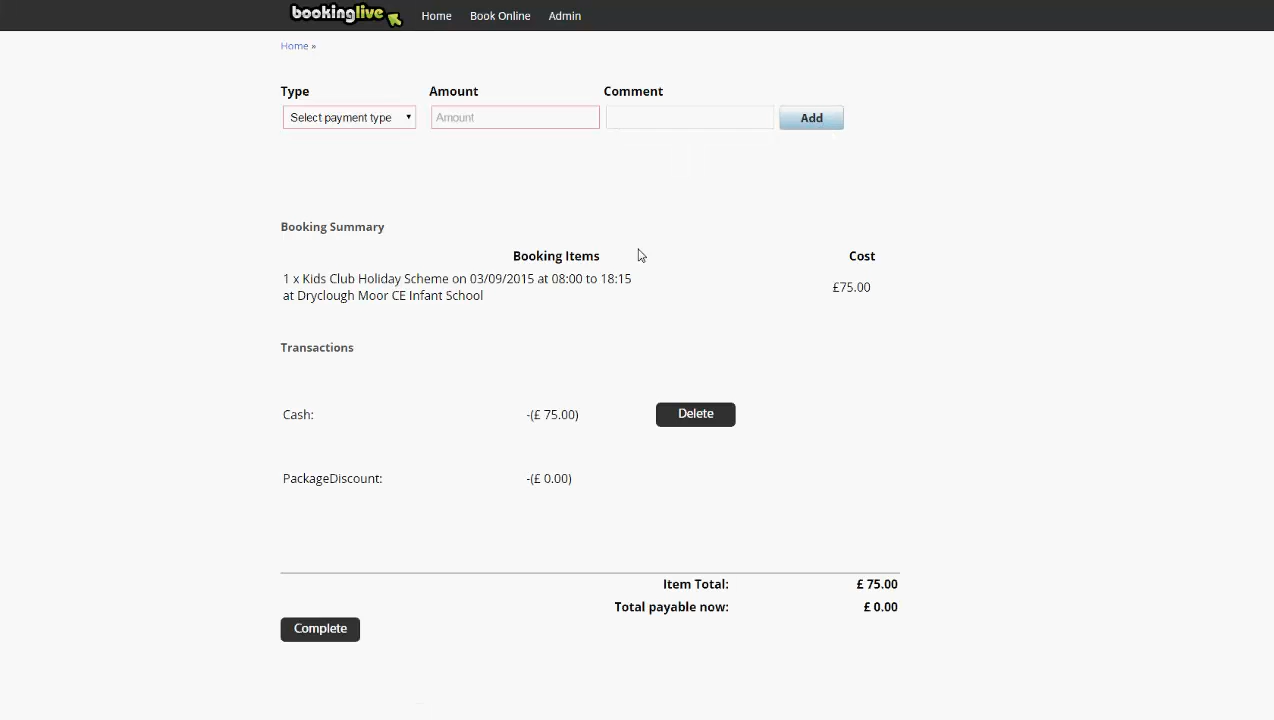 bookinglive Home Book Online Admin
Home »
Type Amount Comment
Select payment type Amount Add
Booking Summary
Booking Items Cost
1 x Kids Club Holiday Scheme on 03/09/2015 at 08:00 to 18:15
at Dryclough Moor CE Infant School
£75.00
Transactions
Cash: -(£ 75.00) Delete
PackageDiscount: -(£ 0.00)
Item Total: £ 75.00
Total payable now: £ 0.00
Complete